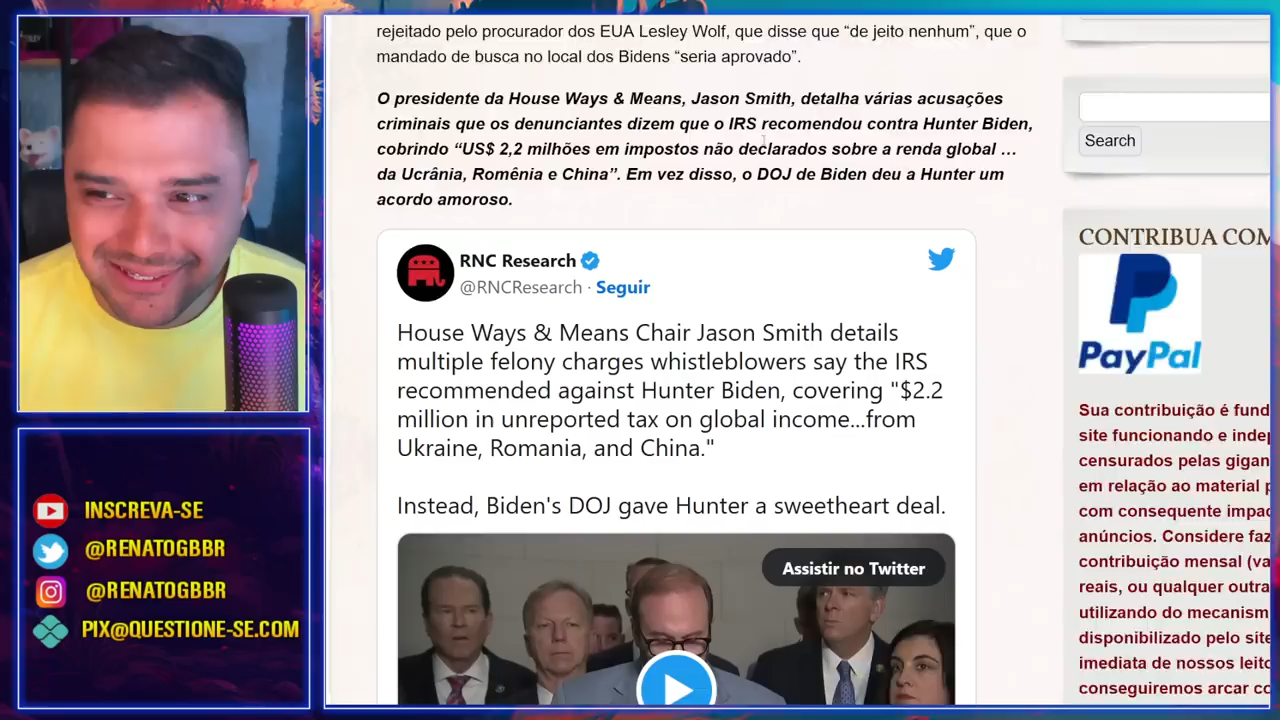 rejeitado pelo procurador dos EUA Lesley Wolf, que disse que “de jeito nenhum”, que o
mandado de busca no local dos Bidens “seria aprovado”.
O presidente da House Ways & Means, Jason Smith, detalha várias acusações
criminais que os denunciantes dizem que o IRS recomendou contra Hunter Biden,
cobrindo “US$ 2,2 milhões em impostos não declarados sobre a renda global …
da Ucrânia, Romênia e China”. Em vez disso, o DOJ de Biden deu a Hunter um
acordo amoroso.
RNC Research
@RNCResearch · Seguir
House Ways & Means Chair Jason Smith details
multiple felony charges whistleblowers say the IRS
recommended against Hunter Biden, covering "$2.2
million in unreported tax on global income...from
Ukraine, Romania, and China."
Instead, Biden's DOJ gave Hunter a sweetheart deal.
Assistir no Twitter
Search
CONTRIBUA COM
PayPal
Sua contribuição é fund
site funcionando e indep
censurados pelas gigan
em relação ao material p
com consequente impac
anúncios. Considere faz
contribuição mensal (va
reais, ou qualquer outra
utilizando do mecanism
disponibilizado pelo site
imediata de nossos leito
conseguiremos arcar co
INSCREVA-SE
@RENATOGBBR
@RENATOGBBR
PIX@QUESTIONE-SE.COM